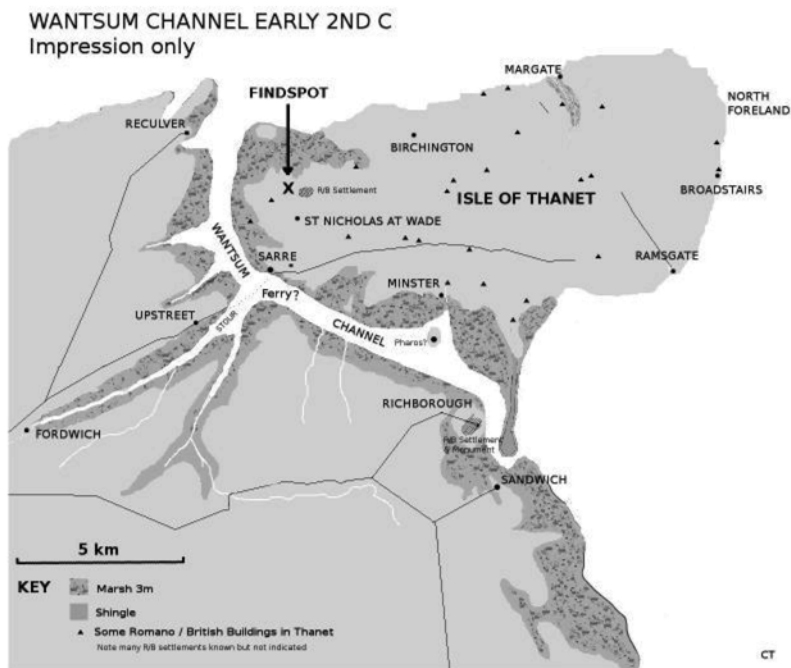 WANTSUM CHANNEL EARLY 2ND C
Impression only
MARGATE
FINDSPOT
NORTH
FORELAND
RECULVER
BIRCHINGTON
X
R/B Settlement
ISLE OF THANET
BROADSTAIRS
ST NICHOLAS AT WADE
WANTSUM
SARRE
RAMSGATE
MINSTER
Ferry?
UPSTREET
STOUR
CHANNEL
Pharos?
RICHBOROUGH
FORDWICH
R/B Settlement
& Monument
SANDWICH
5 km
KEY
Marsh 3m
Shingle
Some Romano / British Buildings in Thanet
Note many R/B settlements known but not indicated
CT